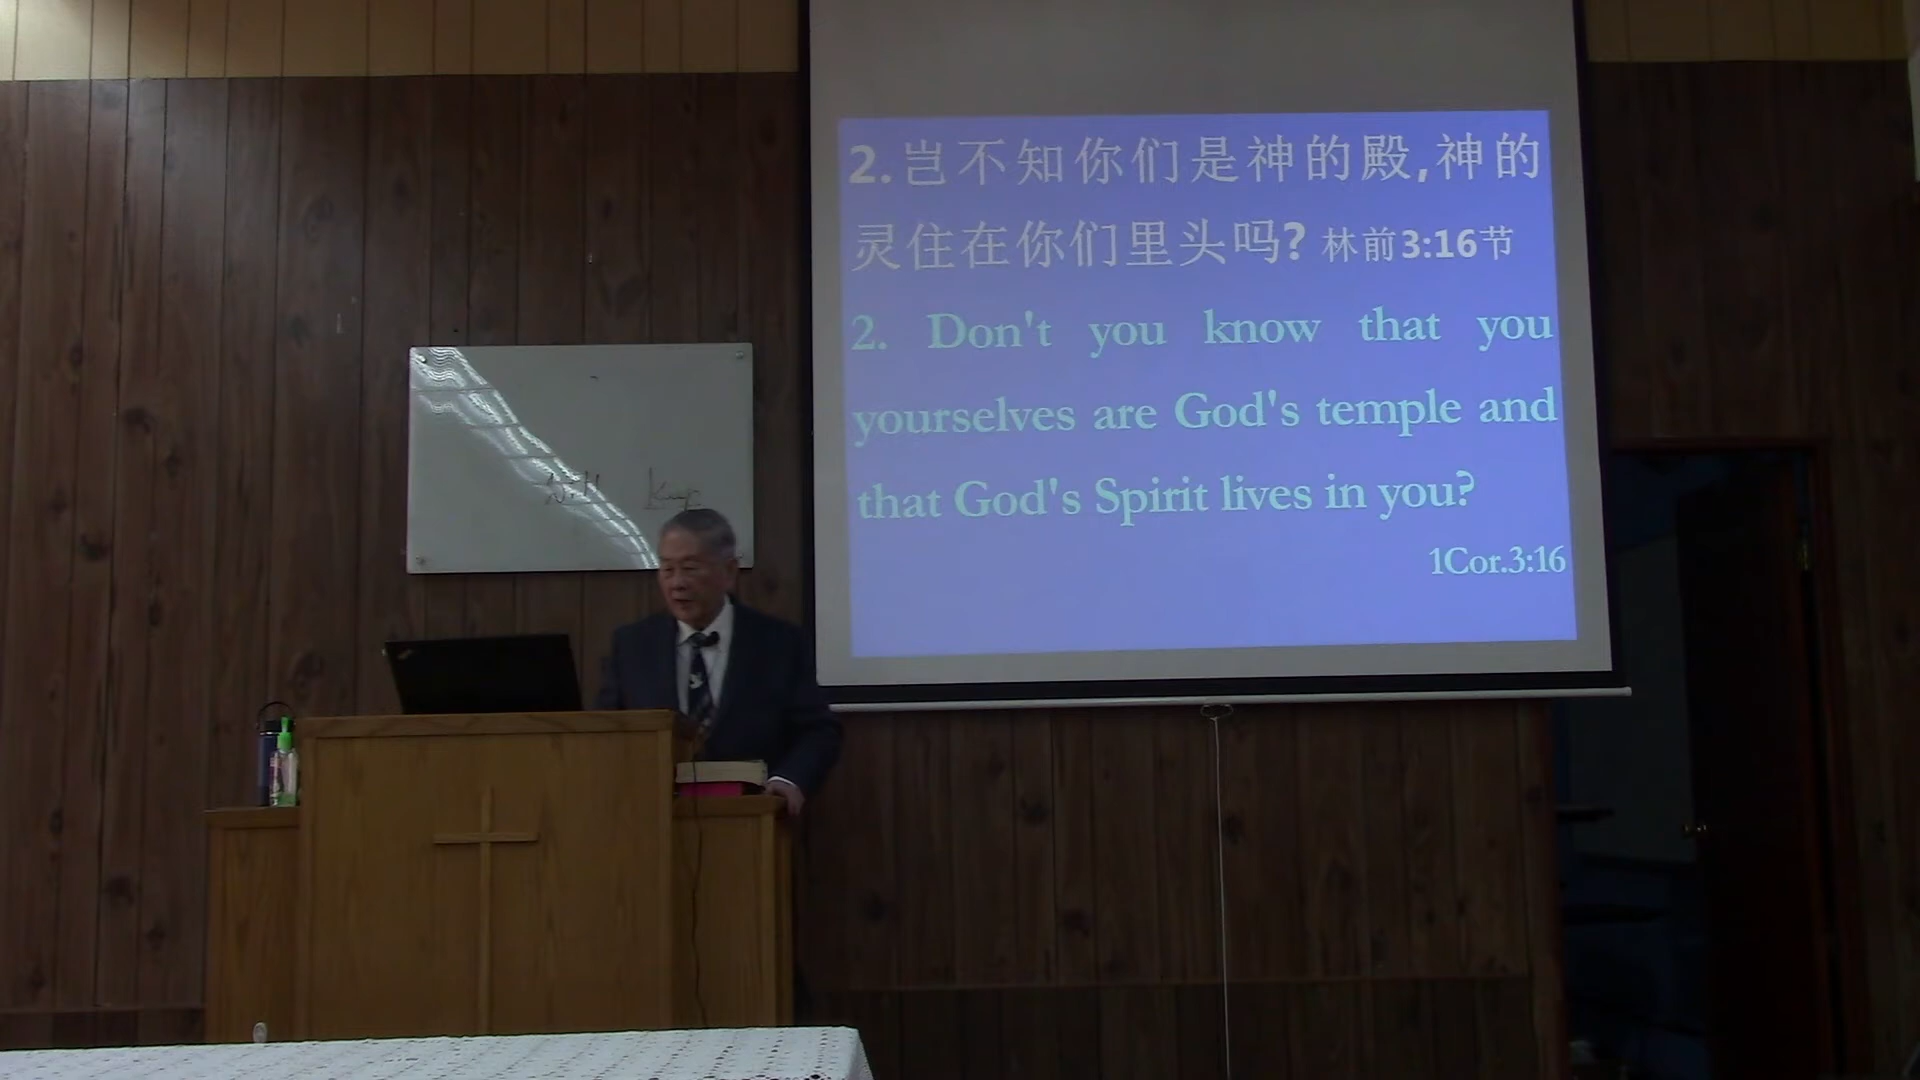 2.岂不知你们是神的殿,神的
灵住在你们里头吗? 林前3:16节
2. Don't you know that you
yourselves are God's temple and
that God's Spirit lives in you?
1Cor.3:16